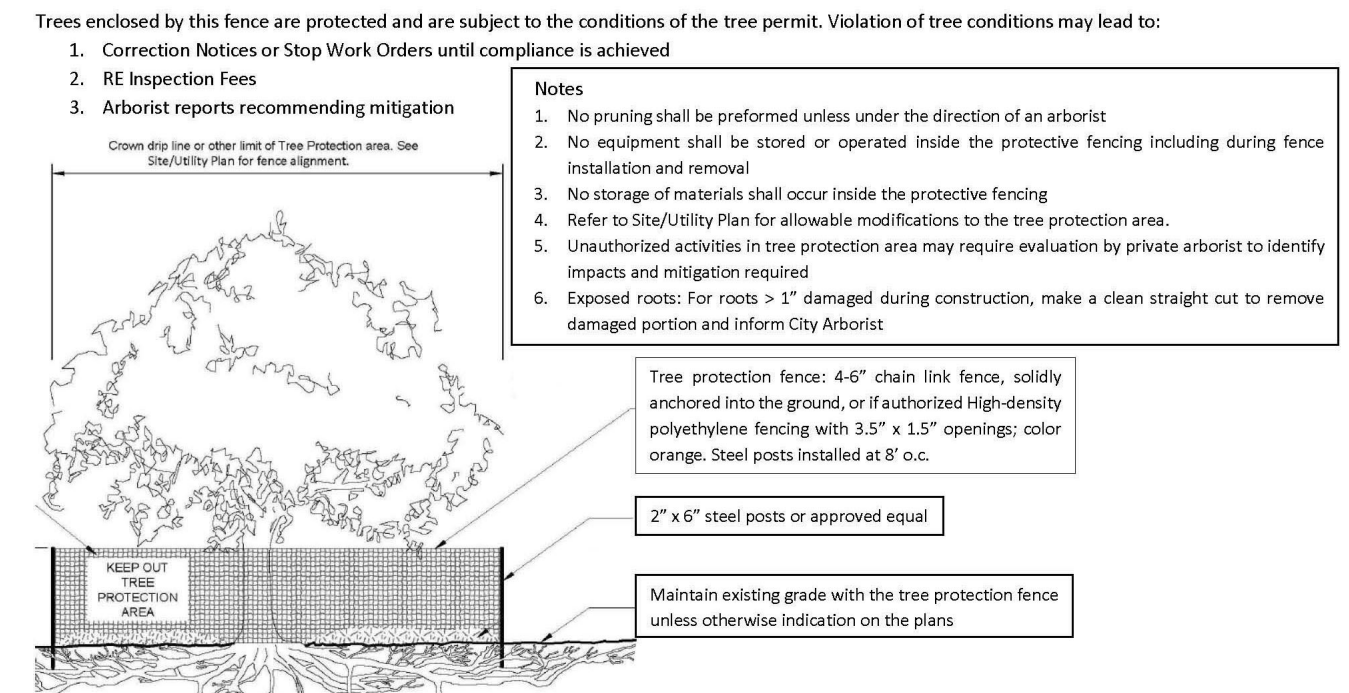 Trees enclosed by this fence are protected and are subject to the conditions of the tree permit. Violation of tree conditions may lead to:
1. Correction Notices or Stop Work Orders until compliance is achieved
2. RE Inspection Fees
3. Arborist reports recommending mitigation
Crown drip line or other limit of Tree Protection area. See
Site/Utility Plan for fence alignment.
Notes
1. No pruning shall be preformed unless under the direction of an arborist
2. No equipment shall be stored or operated inside the protective fencing including during fence
installation and removal
3. No storage of materials shall occur inside the protective fencing
4. Refer to Site/Utility Plan for allowable modifications to the tree protection area.
5. Unauthorized activities in tree protection area may require evaluation by private arborist to identify
impacts and mitigation required
6. Exposed roots: For roots > 1” damaged during construction, make a clean straight cut to remove
damaged portion and inform City Arborist
Tree protection fence: 4-6” chain link fence, solidly
anchored into the ground, or if authorized High-density
polyethylene fencing with 3.5” x 1.5” openings; color
orange. Steel posts installed at 8’ o.c.
2” x 6” steel posts or approved equal
KEEP OUT
TREE
PROTECTION
AREA
Maintain existing grade with the tree protection fence
unless otherwise indication on the plans